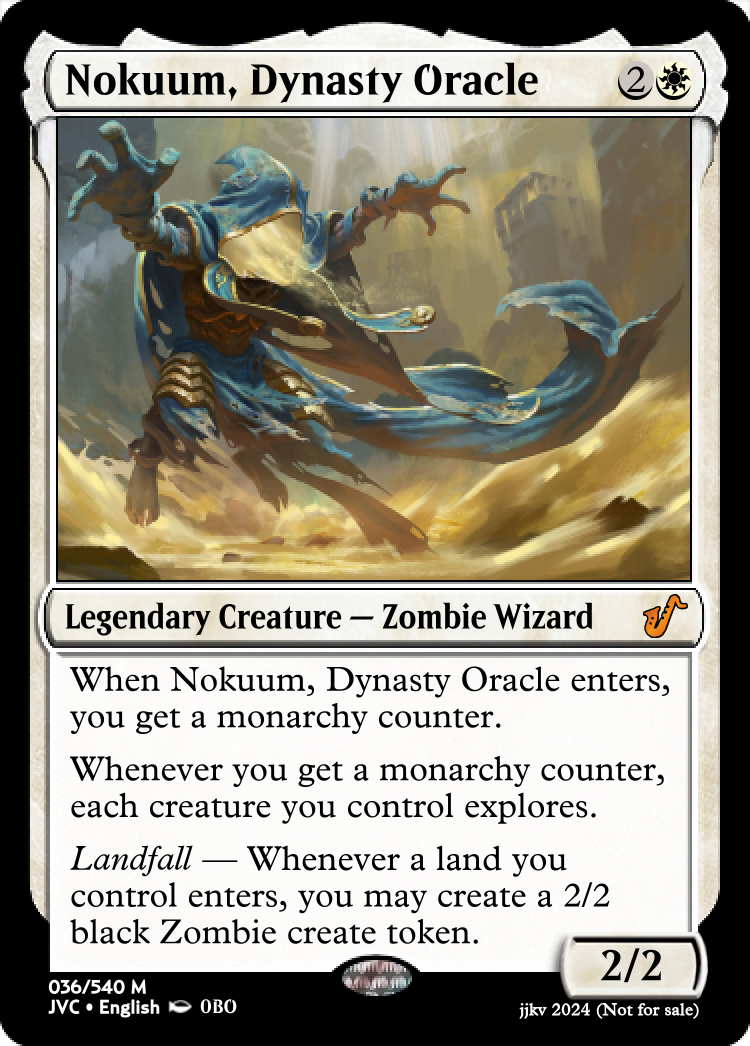 Nokuum, Dynasty Oracle 2
Legendary Creature — Zombie Wizard
When Nokuum, Dynasty Oracle enters,
you get a monarchy counter.
Whenever you get a monarchy counter,
each creature you control explores.
Landfall — Whenever a land you
control enters, you may create a 2/2
black Zombie create token.
2/2
036/540 M
JVC • English OBO
jjkv 2024 (Not for sale)